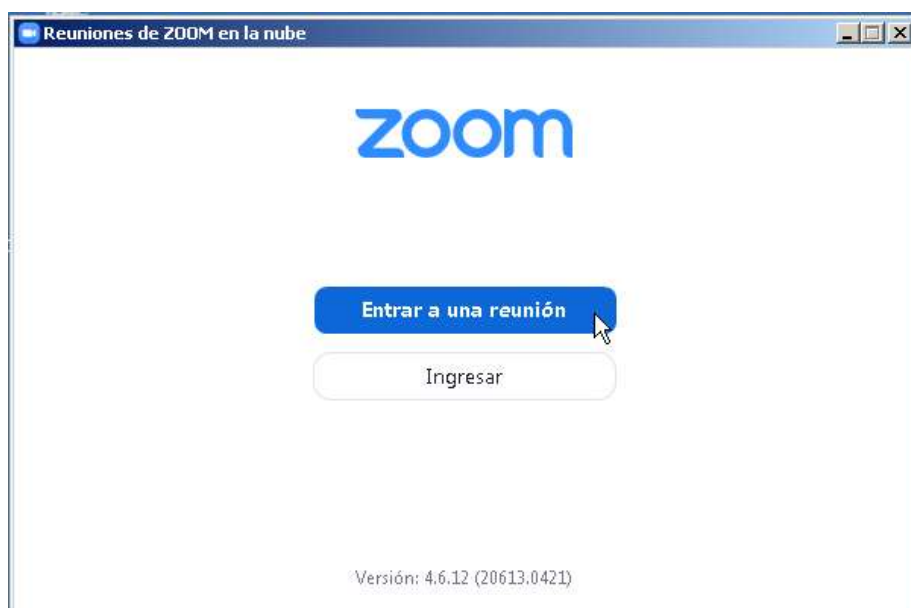 Reuniones de ZOOM en la nube
zoom
Entrar a una reunión
Ingresar
Versión: 4.6.12 (20613.0421)